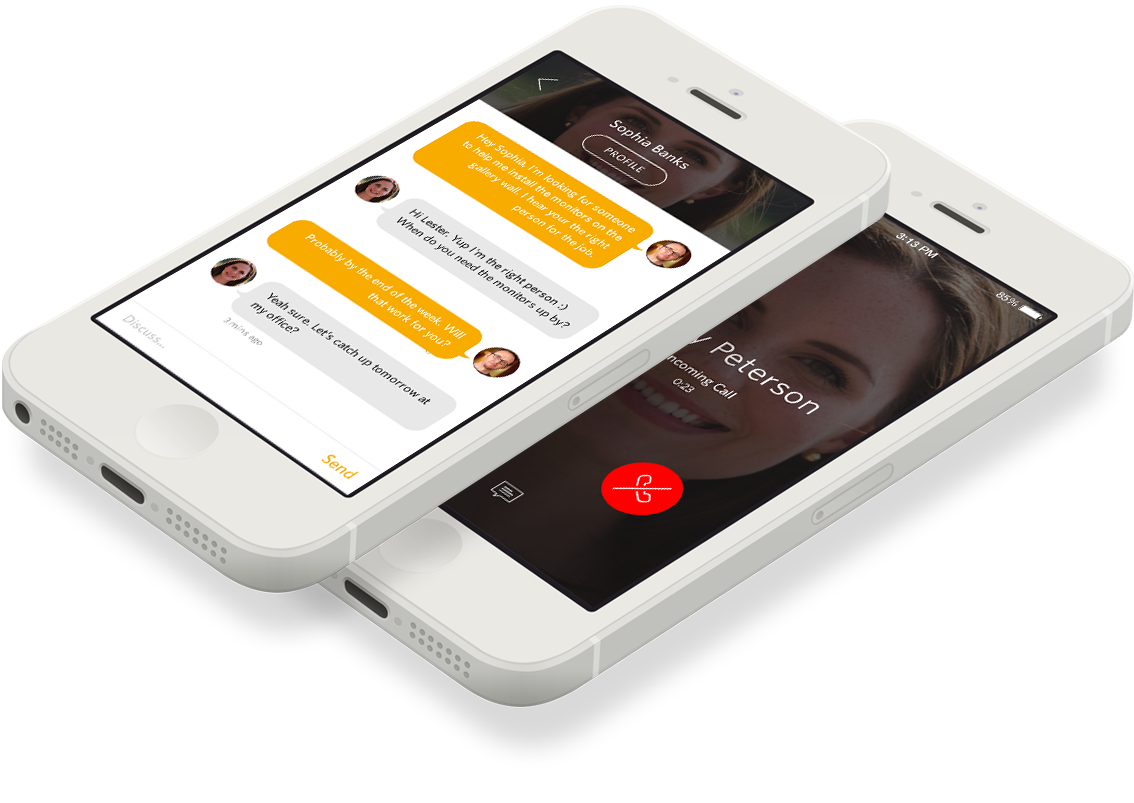 Sophia Banks
PROFILE
Hey Sophia, I'm looking for someone
to help me install the monitors on the
gallery wall. I hear your the right
person for the job.
Hi Lester. Yup I'm the right person :)
When do you need the monitors up by?
Probably by the end of the week. Will
that work for you?
Yeah sure. Let's catch up tomorrow at
my office?
3 mins ago
Discuss...
Send
3:13 PM
85%
y Peterson
ncoming Call
0:23